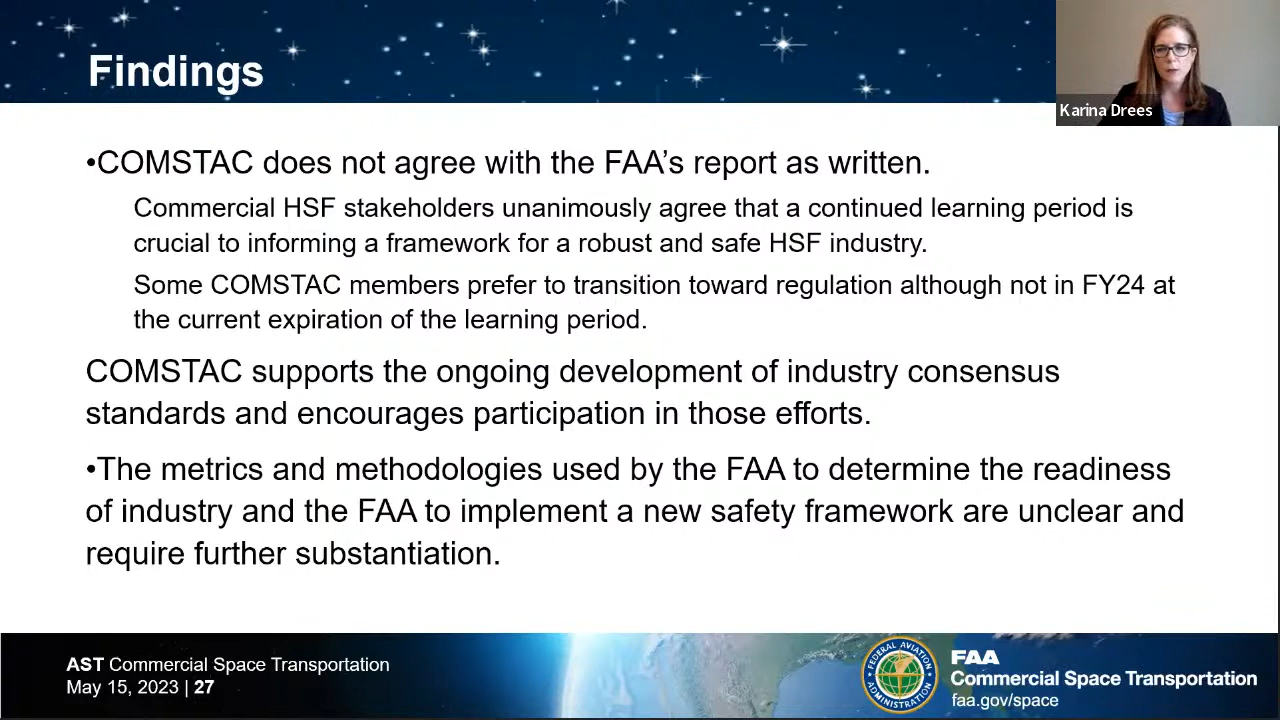 Findings
Karina Drees
•COMSTAC does not agree with the FAA’s report as written.
Commercial HSF stakeholders unanimously agree that a continued learning period is
crucial to informing a framework for a robust and safe HSF industry.
Some COMSTAC members prefer to transition toward regulation although not in FY24 at
the current expiration of the learning period.
COMSTAC supports the ongoing development of industry consensus
standards and encourages participation in those efforts.
•The metrics and methodologies used by the FAA to determine the readiness
of industry and the FAA to implement a new safety framework are unclear and
require further substantiation.
AST Commercial Space Transportation
May 15, 2023 | 27
FEDERAL AVIATION
ADMINISTRATION
FAA
Commercial Space Transportation
faa.gov/space